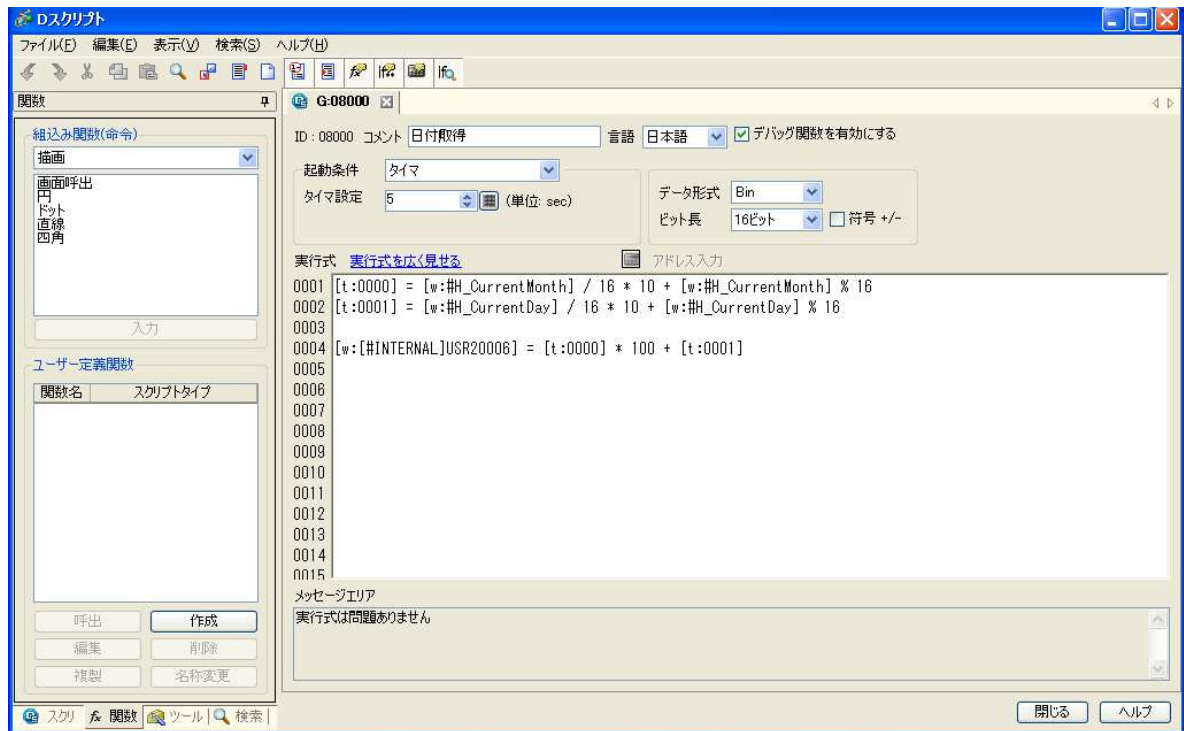 Dスクリプト
ファイル(F) 編集(E) 表示(V) 検索(S) ヘルプ(H)
関数
G:08000
組込み関数(命令)
描画
画面呼出
円
ドット
直線
四角
入力
ユーザー定義関数
関数名 スクリプトタイプ
呼出 作成
編集 削除
複製 名称変更
スクリ fx 関数 ツール 検索
ID : 08000 コメント 日付取得 言語 日本語 デバッグ関数を有効にする
起動条件 タイマ
タイマ設定 5 (単位: sec)
データ形式 Bin
ビット長 16ビット 符号 +/-
実行式 実行式を広く見せる アドレス入力
0001 [t:0000] = [w:#H_CurrentMonth] / 16 * 10 + [w:#H_CurrentMonth] % 16
0002 [t:0001] = [w:#H_CurrentDay] / 16 * 10 + [w:#H_CurrentDay] % 16
0003
0004 [w:[#INTERNAL]USR20006] = [t:0000] * 100 + [t:0001]
0005
0006
0007
0008
0009
0010
0011
0012
0013
0014
0015
メッセージエリア
実行式は問題ありません
閉じる ヘルプ